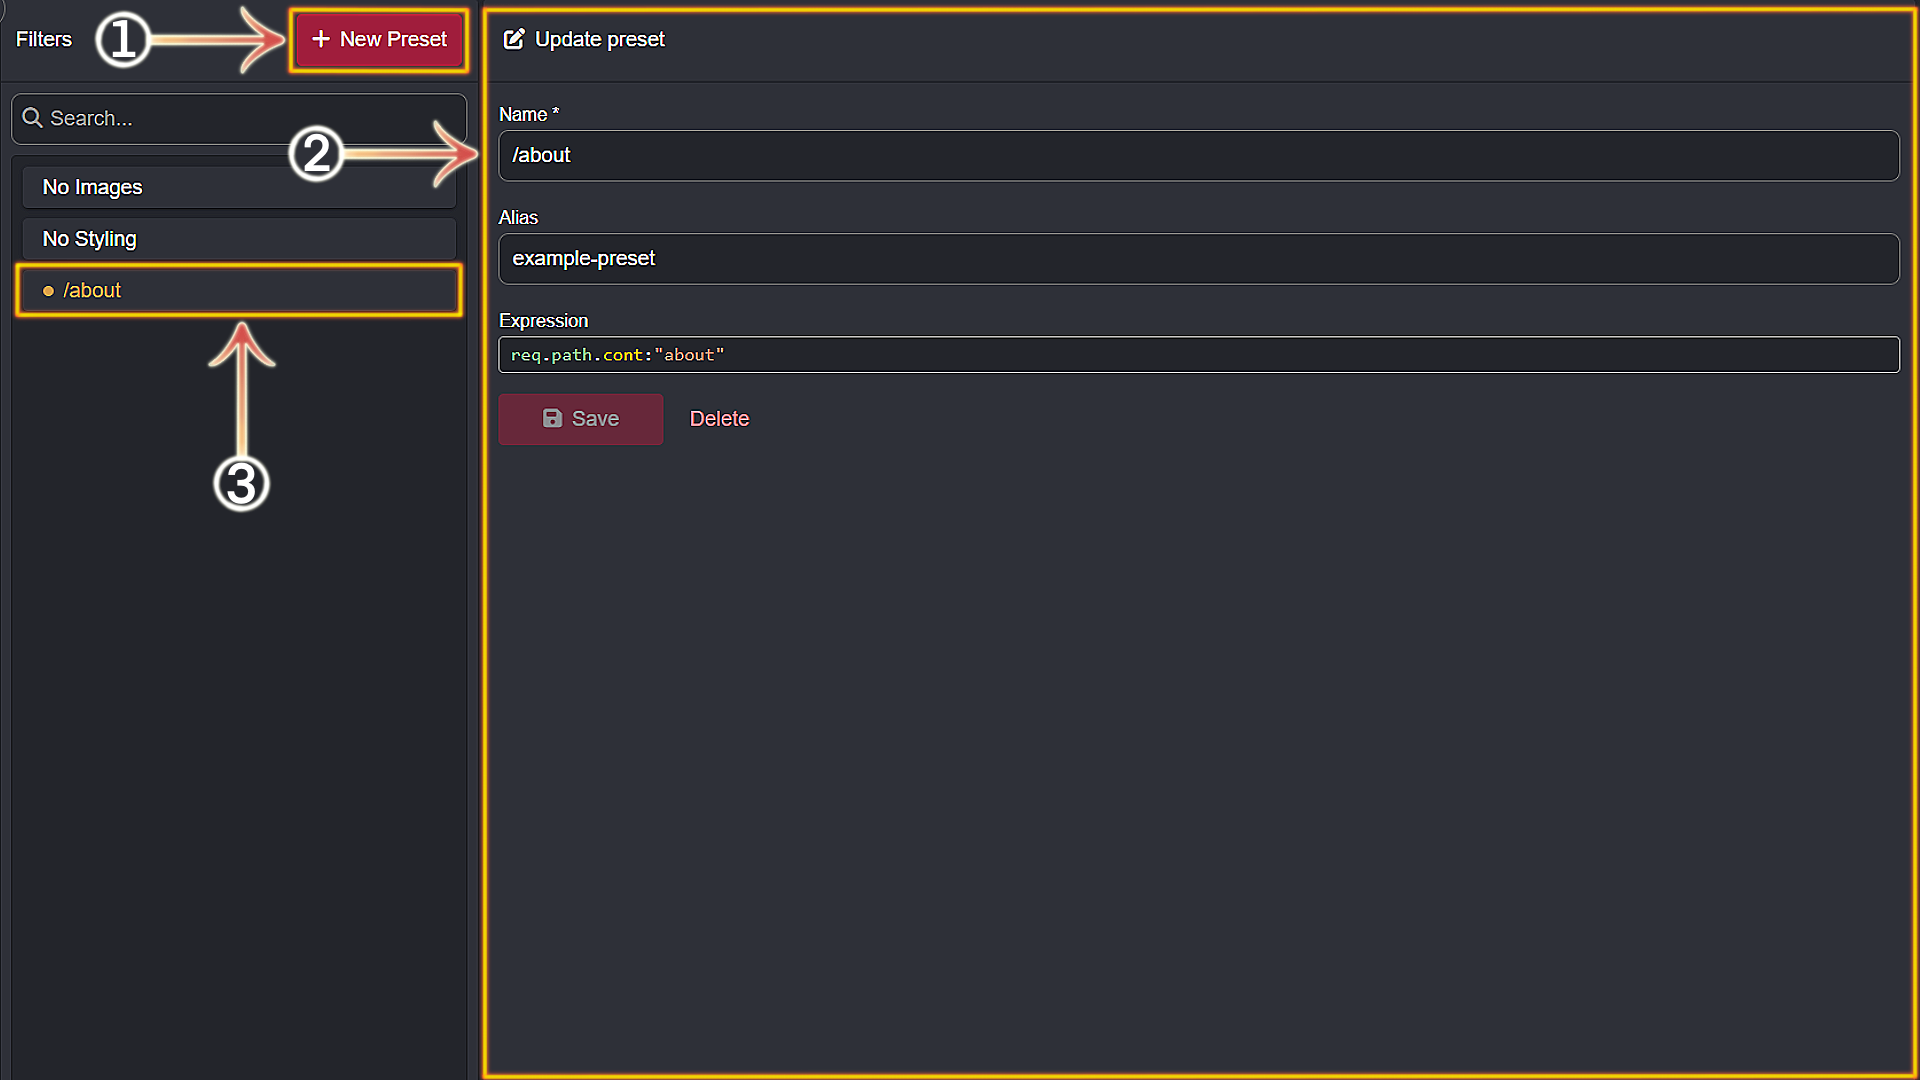 Filters
1
+ New Preset
Search...
2
No Images
No Styling
/about
3
Update preset
Name *
/about
Alias
example-preset
Expression
req.path.cont:"about"
Save
Delete